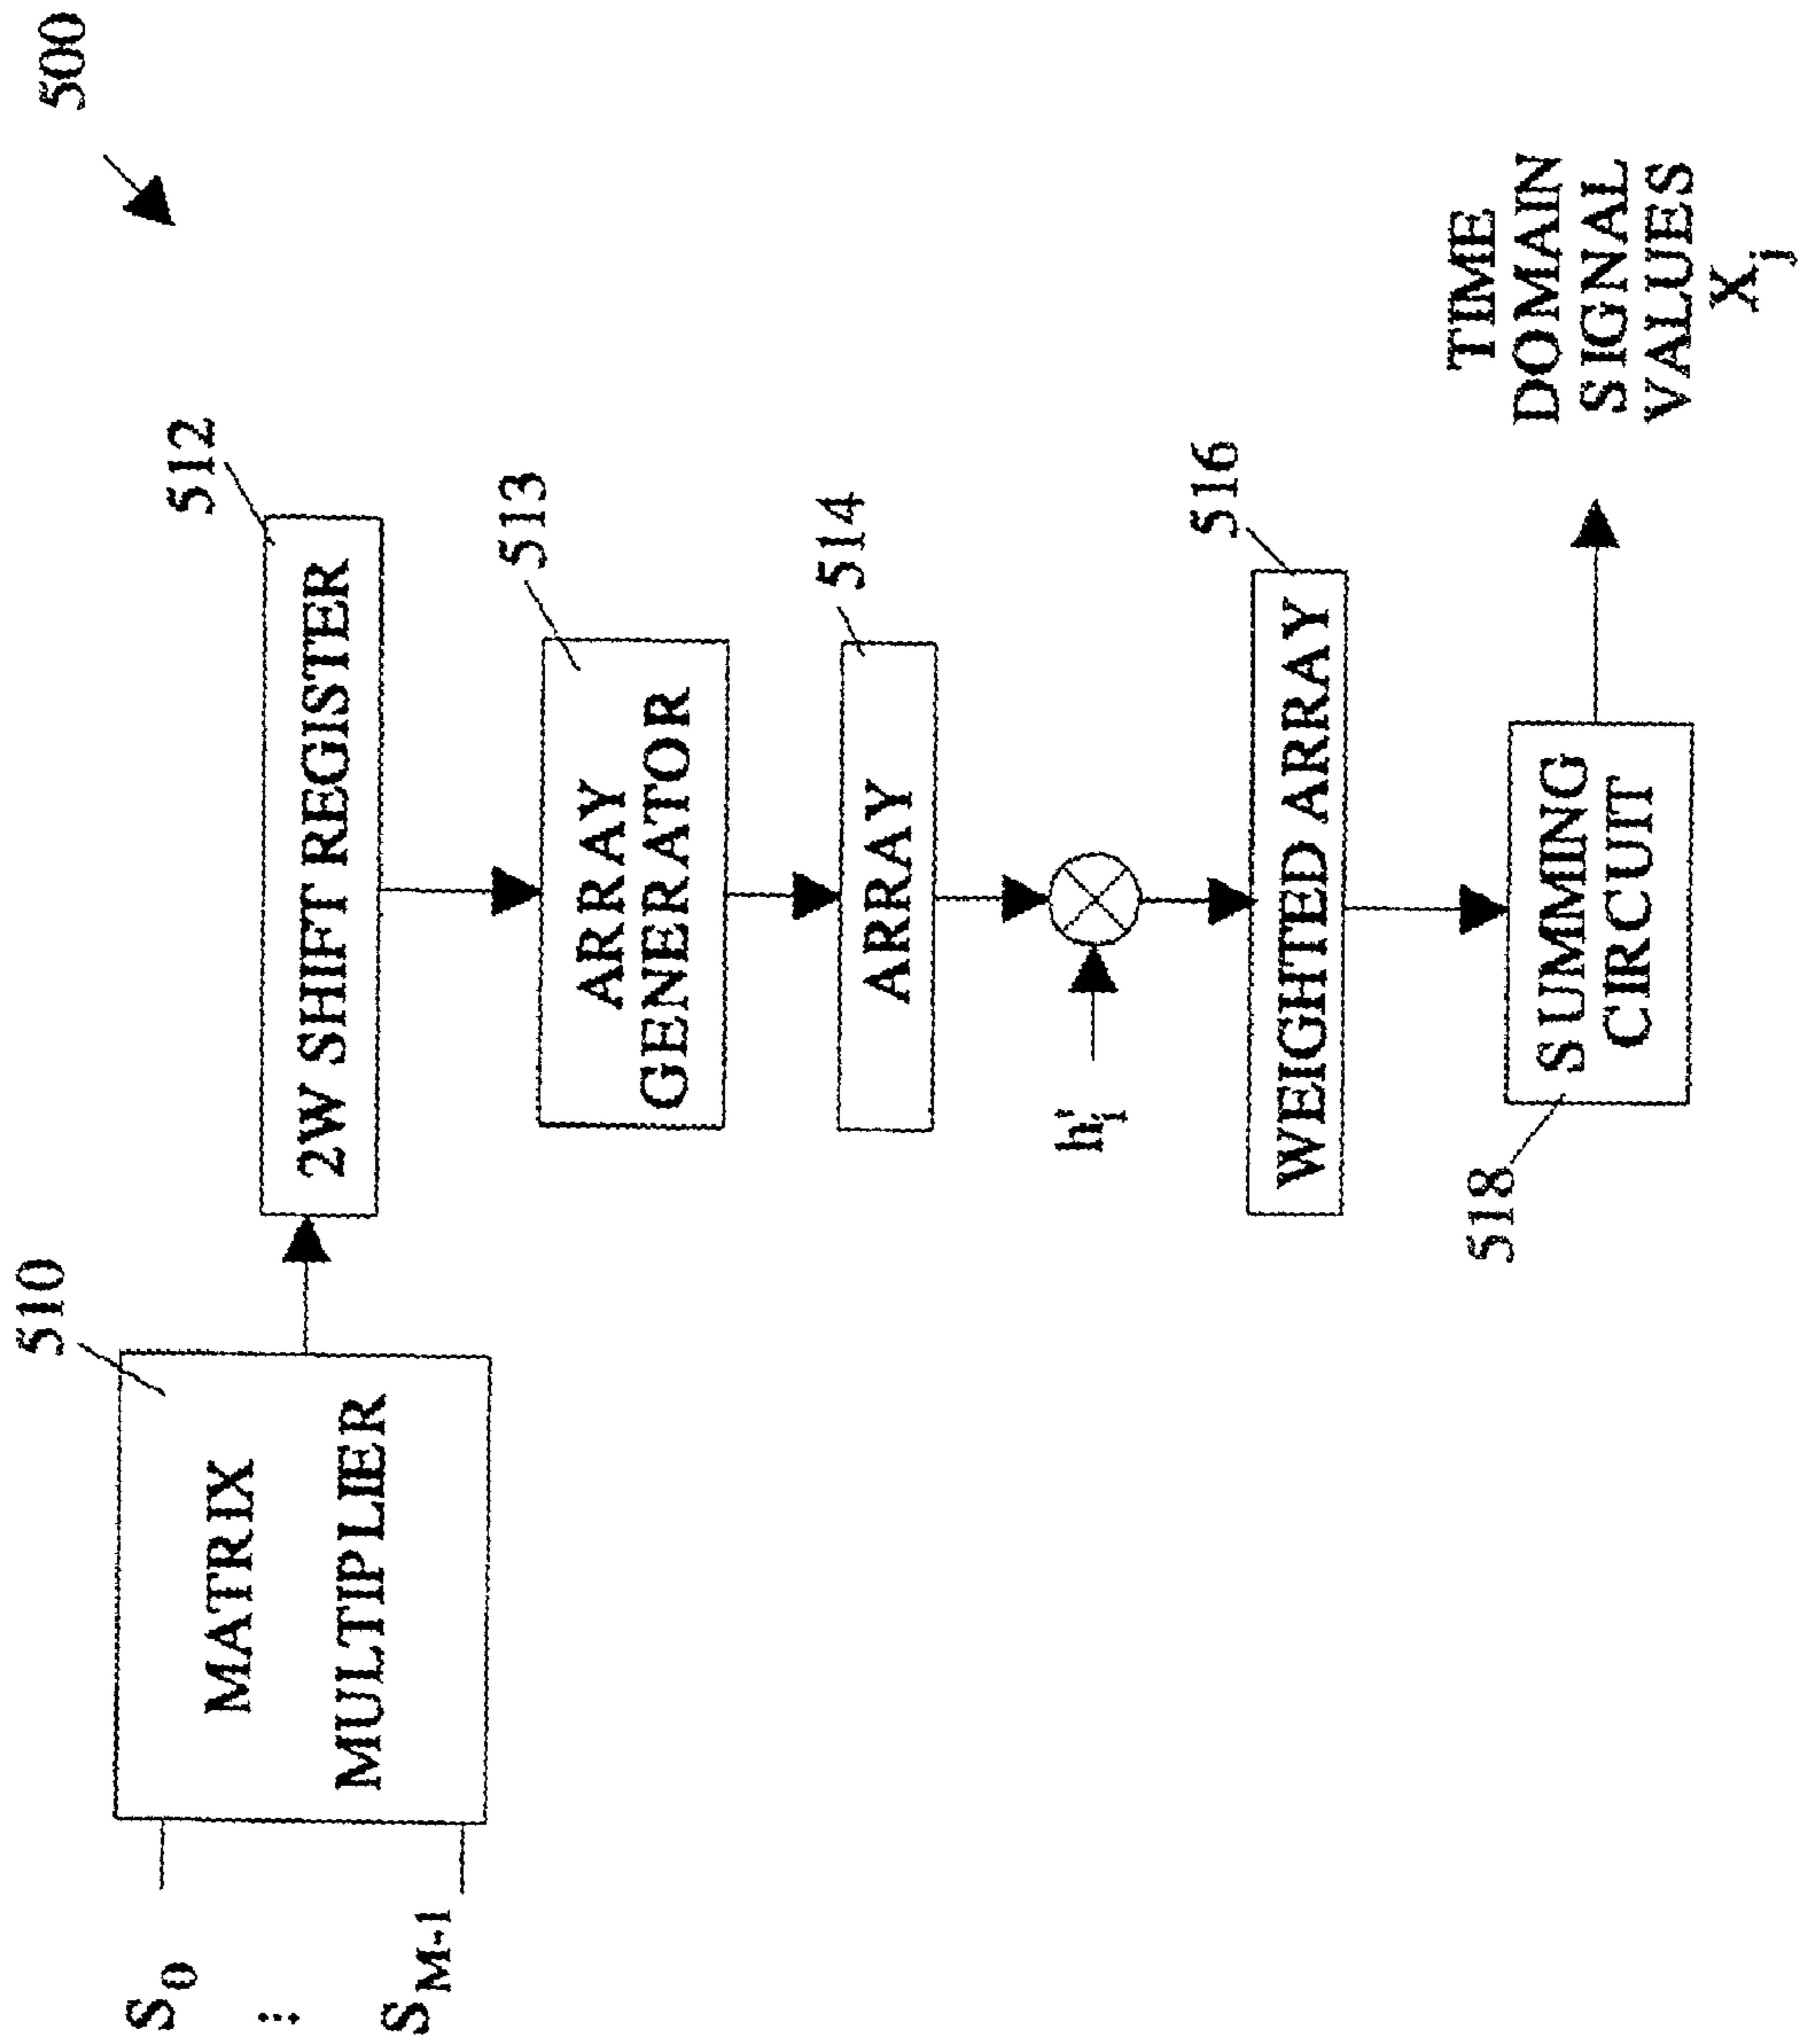 500
510
512
S0
⋮
SM-1
MATRIX
MULTIPLIER
2W SHIFT REGISTER
513
ARRAY
GENERATOR
514
ARRAY
h'i
516
WEIGHTED ARRAY
518
SUMMING
CIRCUIT
TIME
DOMAIN
SIGNAL
VALUES
Xj